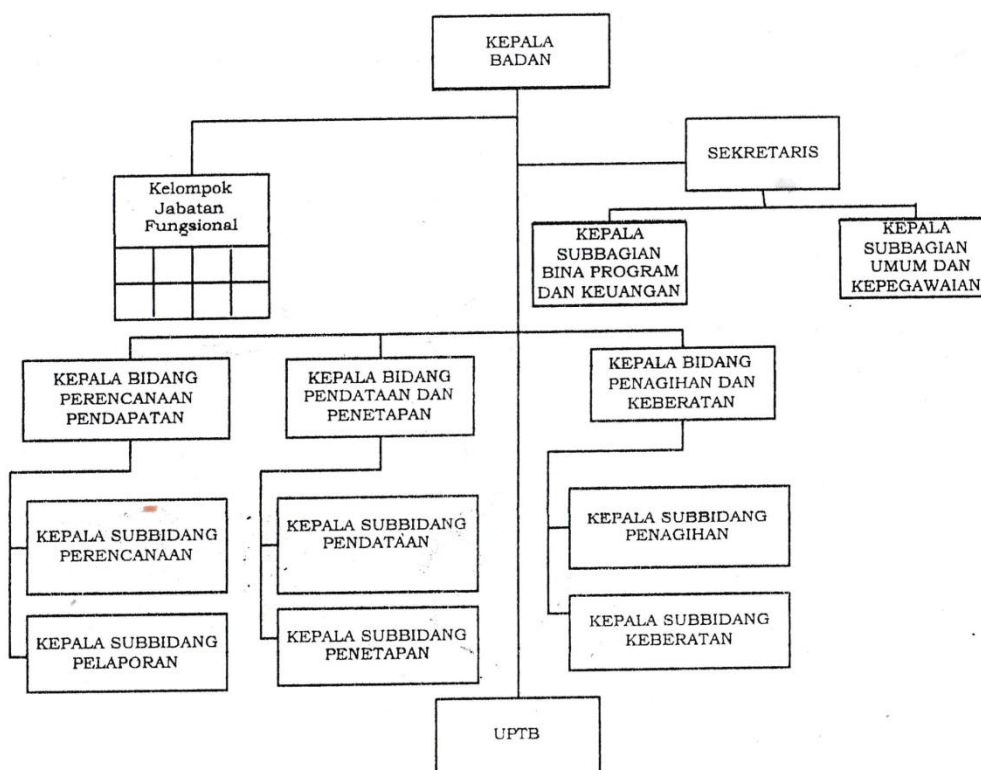 KEPALA
BADAN
SEKRETARIS
Kelompok
Jabatan
Fungsional
KEPALA
SUBBAGIAN
BINA PROGRAM
DAN KEUANGAN
KEPALA
SUBBAGIAN
UMUM DAN
KEPEGAWAIAN
KEPALA BIDANG
PERENCANAAN
PENDAPATAN
KEPALA BIDANG
PENDATAAN DAN
PENETAPAN
KEPALA BIDANG
PENAGIHAN DAN
KEBERATAN
KEPALA SUBBIDANG
PERENCANAAN
KEPALA SUBBIDANG
PENDATAAN
KEPALA SUBBIDANG
PENAGIHAN
KEPALA SUBBIDANG
PELAPORAN
KEPALA SUBBIDANG
PENETAPAN
KEPALA SUBBIDANG
KEBERATAN
UPTB